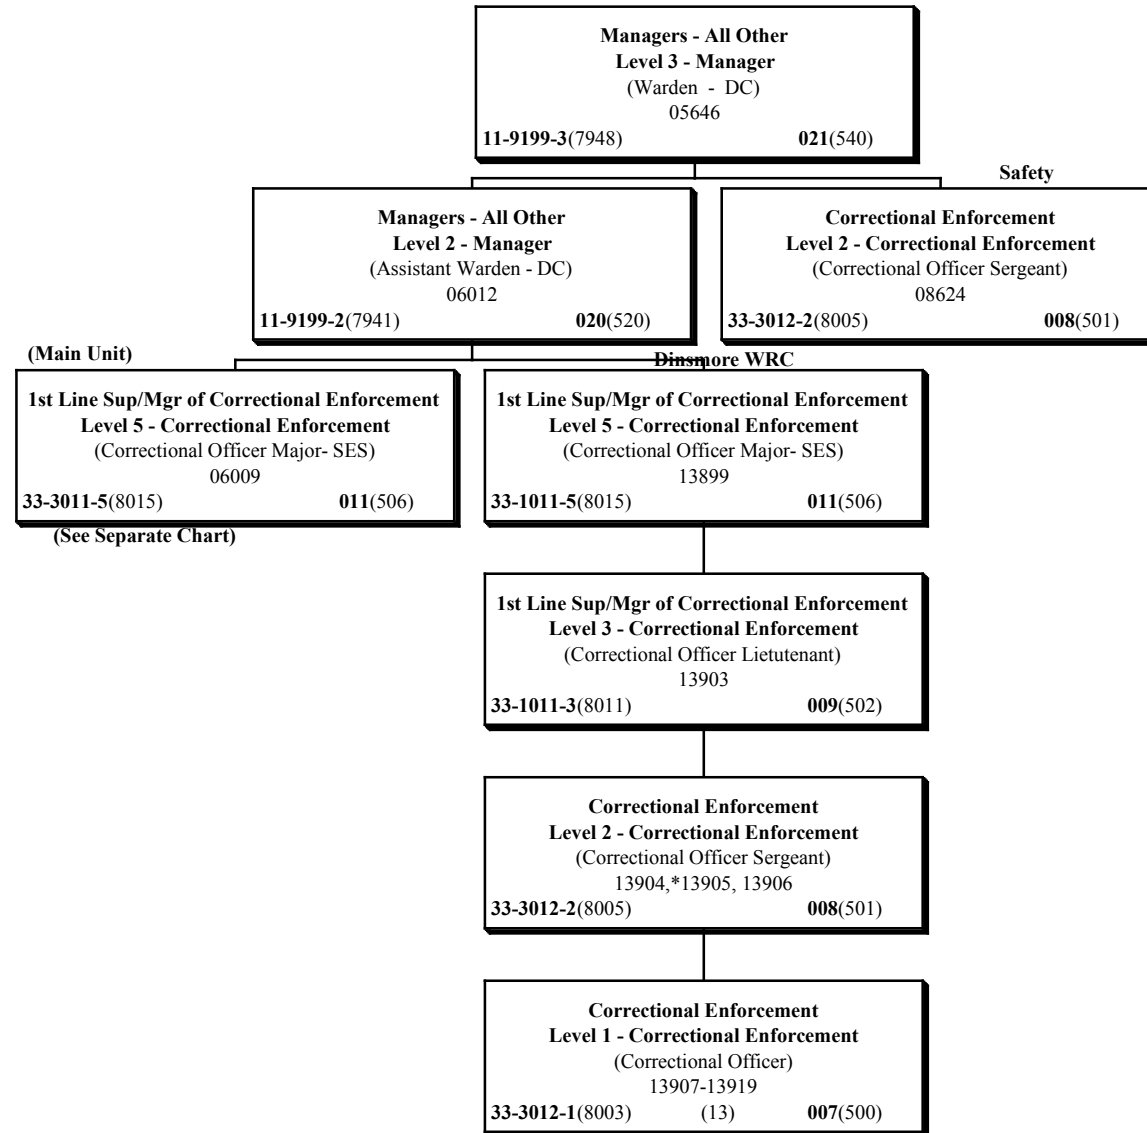 Managers - All Other
Level 3 - Manager
(Warden - DC)
05646
11-9199-3(7948) 021(540)
Safety
Managers - All Other
Level 2 - Manager
(Assistant Warden - DC)
06012
11-9199-2(7941) 020(520)
Correctional Enforcement
Level 2 - Correctional Enforcement
(Correctional Officer Sergeant)
08624
33-3012-2(8005) 008(501)
(Main Unit)
1st Line Sup/Mgr of Correctional Enforcement
Level 5 - Correctional Enforcement
(Correctional Officer Major- SES)
06009
33-3011-5(8015) 011(506)
(See Separate Chart)
Dinsmore WRC
1st Line Sup/Mgr of Correctional Enforcement
Level 5 - Correctional Enforcement
(Correctional Officer Major- SES)
13899
33-1011-5(8015) 011(506)
1st Line Sup/Mgr of Correctional Enforcement
Level 3 - Correctional Enforcement
(Correctional Officer Lietutenant)
13903
33-1011-3(8011) 009(502)
Correctional Enforcement
Level 2 - Correctional Enforcement
(Correctional Officer Sergeant)
13904,*13905, 13906
33-3012-2(8005) 008(501)
Correctional Enforcement
Level 1 - Correctional Enforcement
(Correctional Officer)
13907-13919
33-3012-1(8003) (13) 007(500)